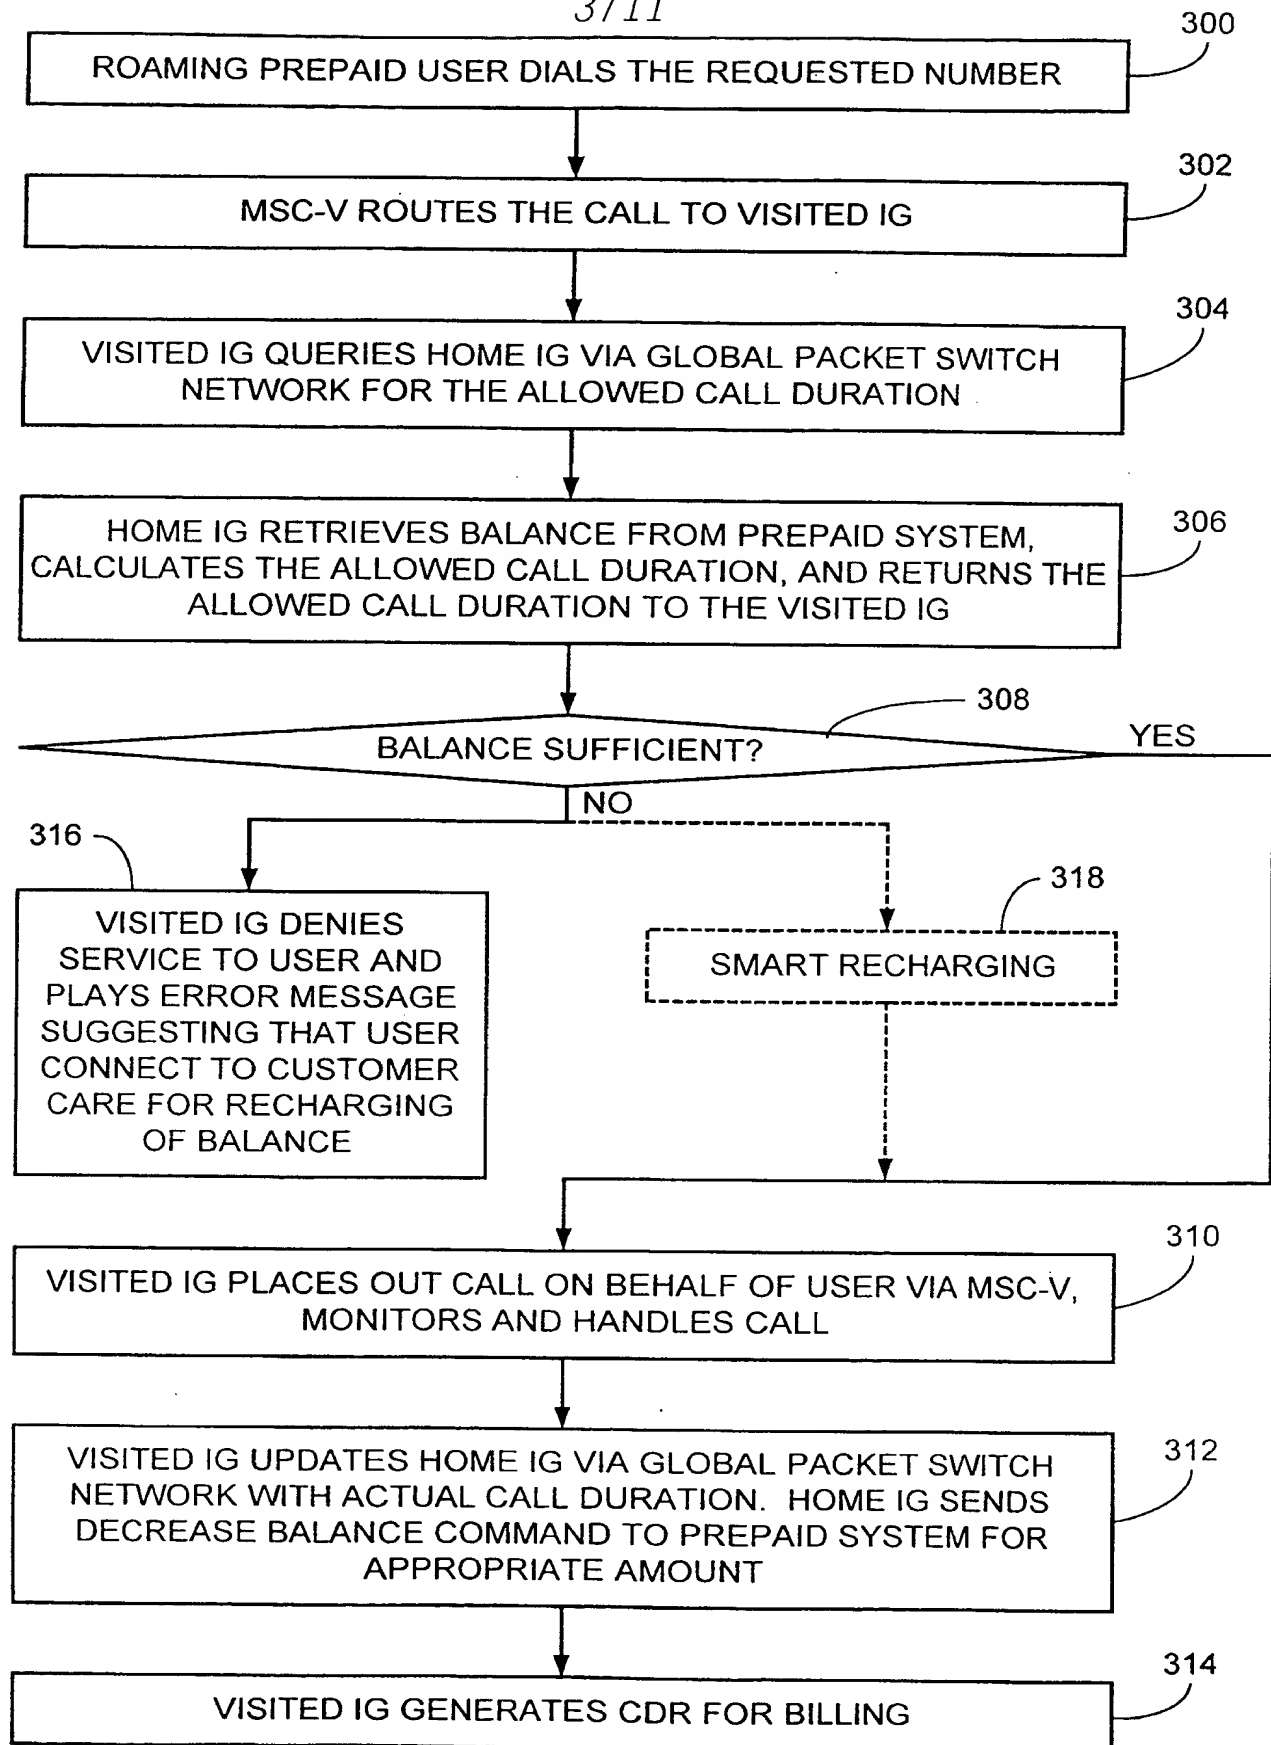 3/11
300
ROAMING PREPAID USER DIALS THE REQUESTED NUMBER
302
MSC-V ROUTES THE CALL TO VISITED IG
304
VISITED IG QUERIES HOME IG VIA GLOBAL PACKET SWITCH
NETWORK FOR THE ALLOWED CALL DURATION
306
HOME IG RETRIEVES BALANCE FROM PREPAID SYSTEM,
CALCULATES THE ALLOWED CALL DURATION, AND RETURNS THE
ALLOWED CALL DURATION TO THE VISITED IG
308
BALANCE SUFFICIENT?
YES
NO
316
VISITED IG DENIES
SERVICE TO USER AND
PLAYS ERROR MESSAGE
SUGGESTING THAT USER
CONNECT TO CUSTOMER
CARE FOR RECHARGING
OF BALANCE
318
SMART RECHARGING
310
VISITED IG PLACES OUT CALL ON BEHALF OF USER VIA MSC-V,
MONITORS AND HANDLES CALL
312
VISITED IG UPDATES HOME IG VIA GLOBAL PACKET SWITCH
NETWORK WITH ACTUAL CALL DURATION. HOME IG SENDS
DECREASE BALANCE COMMAND TO PREPAID SYSTEM FOR
APPROPRIATE AMOUNT
314
VISITED IG GENERATES CDR FOR BILLING